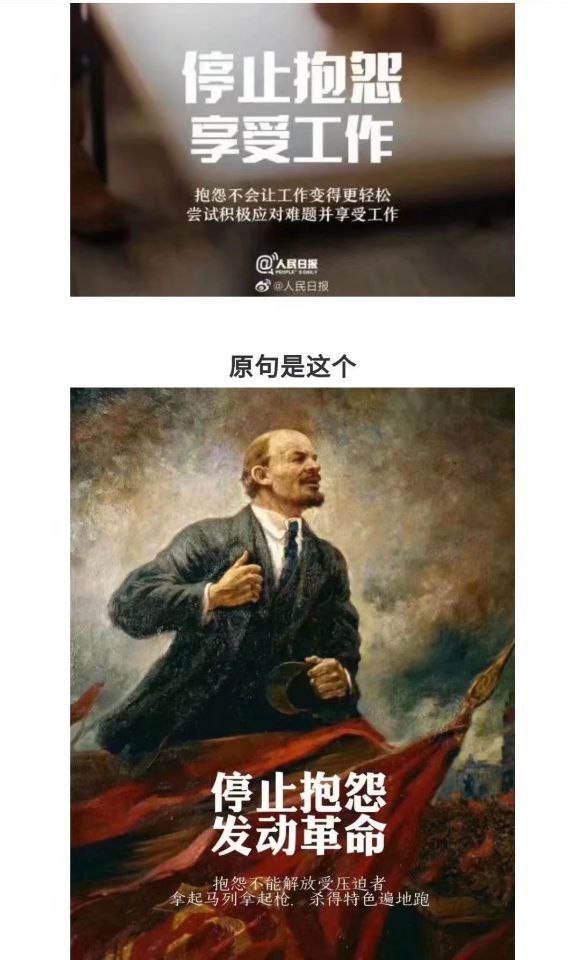 停止抱怨
享受工作
抱怨不会让工作变得更轻松
尝试积极应对难题并享受工作
@人民日报
PEOPLE'S DAILY
@人民日报
原句是这个
停止抱怨
发动革命
抱怨不能解放受压迫者
拿起马列拿起枪，杀得特色遍地跑